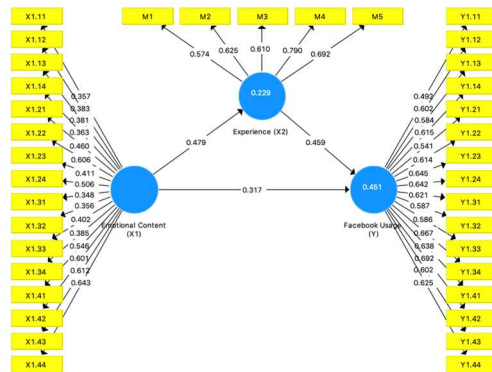 X1.11
X1.12
X1.13
X1.14
X1.21
X1.22
X1.23
X1.24
X1.31
X1.32
X1.33
X1.34
X1.41
X1.42
X1.43
X1.44
0.357
0.383
0.381
0.363
0.460
0.606
0.411
0.506
0.348
0.356
0.402
0.385
0.546
0.601
0.612
0.643
Emotional Content
(X1)
M1
M2
M3
M4
M5
0.574
0.625
0.610
0.790
0.692
0.229
Experience (X2)
0.479
0.459
0.317
0.451
Facebook Usage
(Y)
0.492
0.602
0.584
0.615
0.541
0.614
0.645
0.642
0.621
0.587
0.586
0.667
0.638
0.692
0.602
0.625
Y1.11
Y1.12
Y1.13
Y1.14
Y1.21
Y1.22
Y1.23
Y1.24
Y1.31
Y1.32
Y1.33
Y1.34
Y1.41
Y1.42
Y1.43
Y1.44